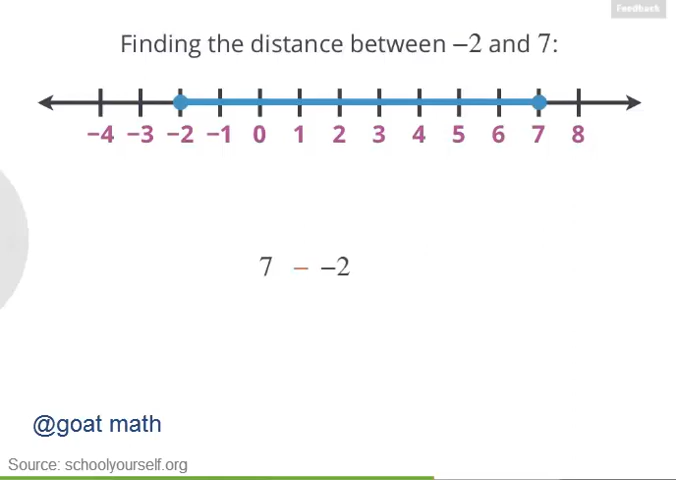 Feedback
Finding the distance between −2 and 7:
−4 −3 −2 −1 0 1 2 3 4 5 6 7 8
7 − −2
@goat math
Source: schoolyourself.org